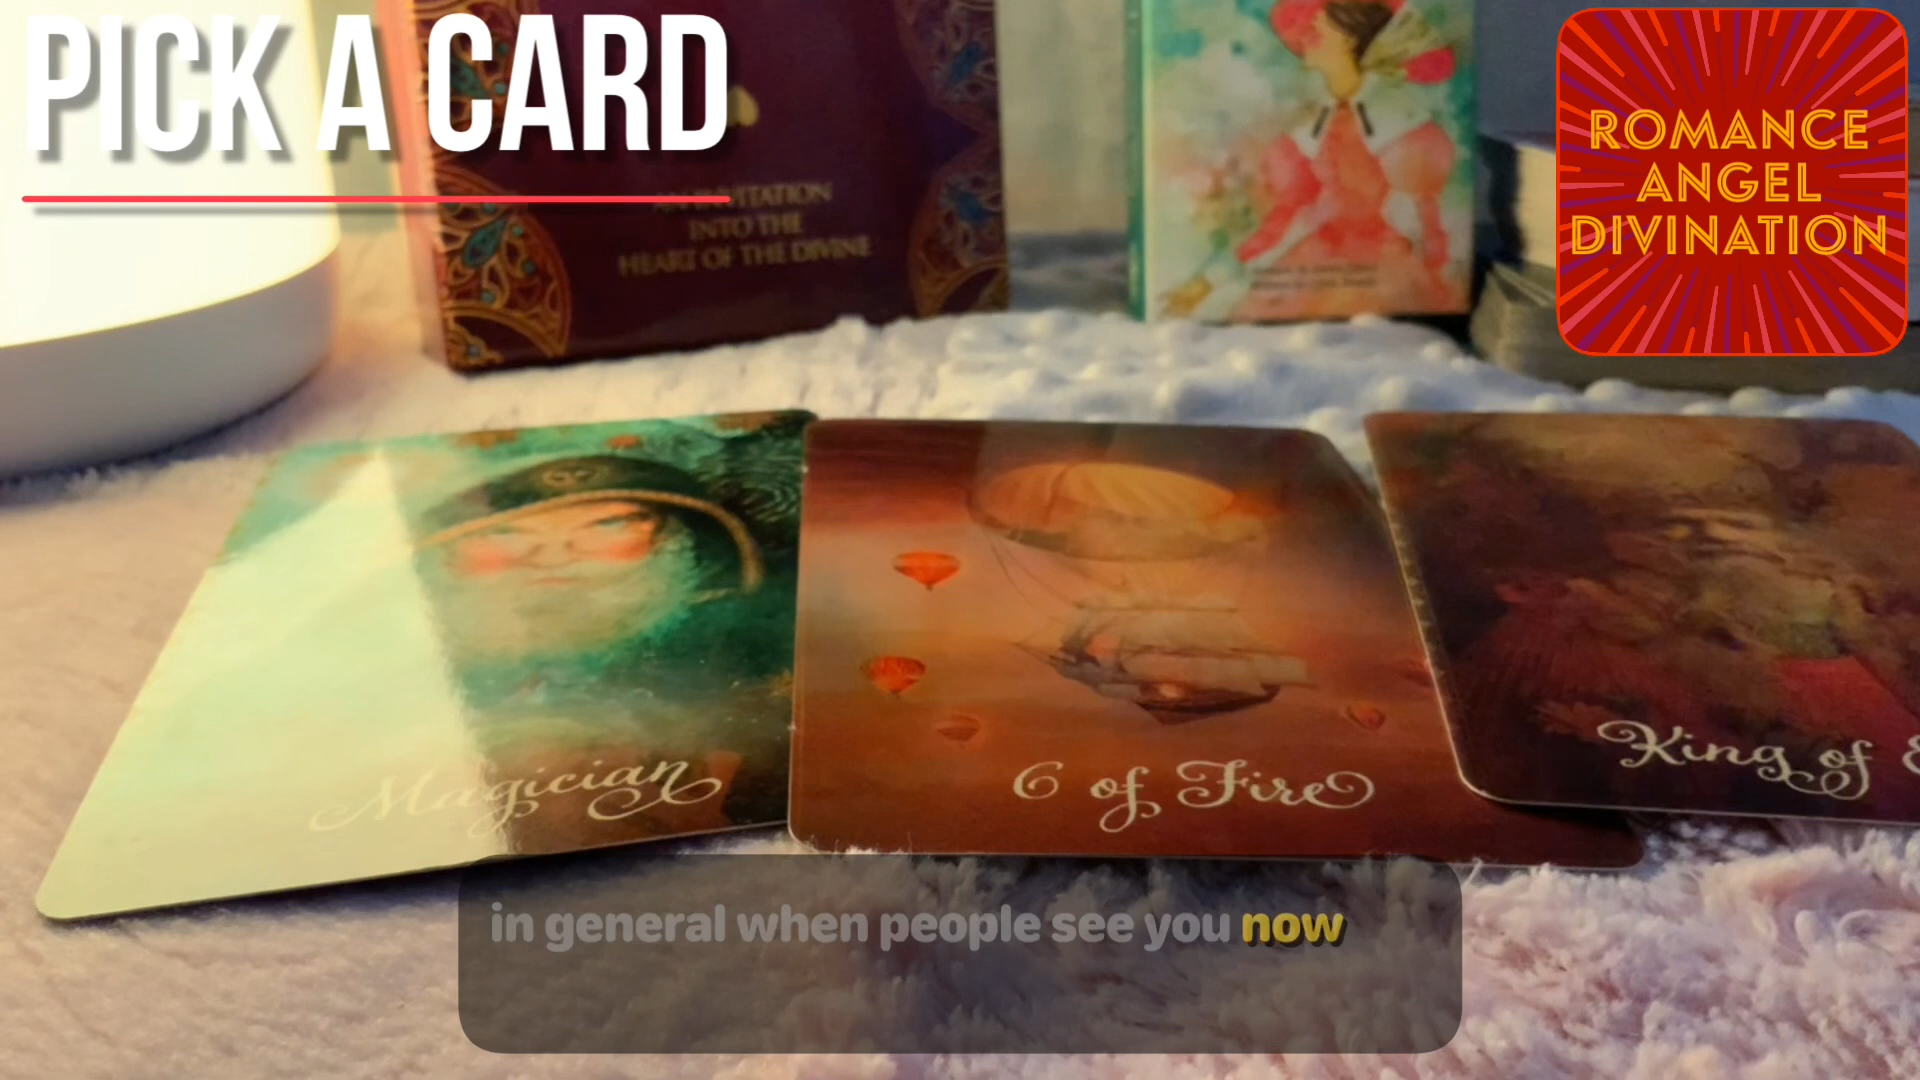 PICK A CARD
ROMANCE
ANGEL
DIVINATION
INTO THE
HEART OF THE DIVINE
Magician
6 of Fire
King of
in general when people see you now